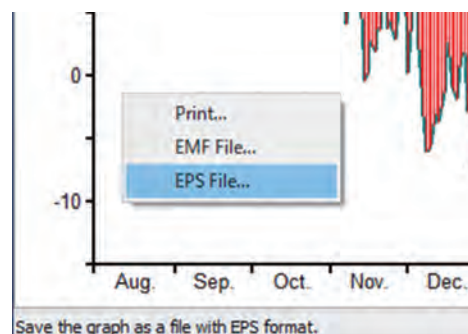 0
Print...
EMF File...
EPS File...
-10
Aug. Sep. Oct. Nov. Dec.
Save the graph as a file with EPS format.